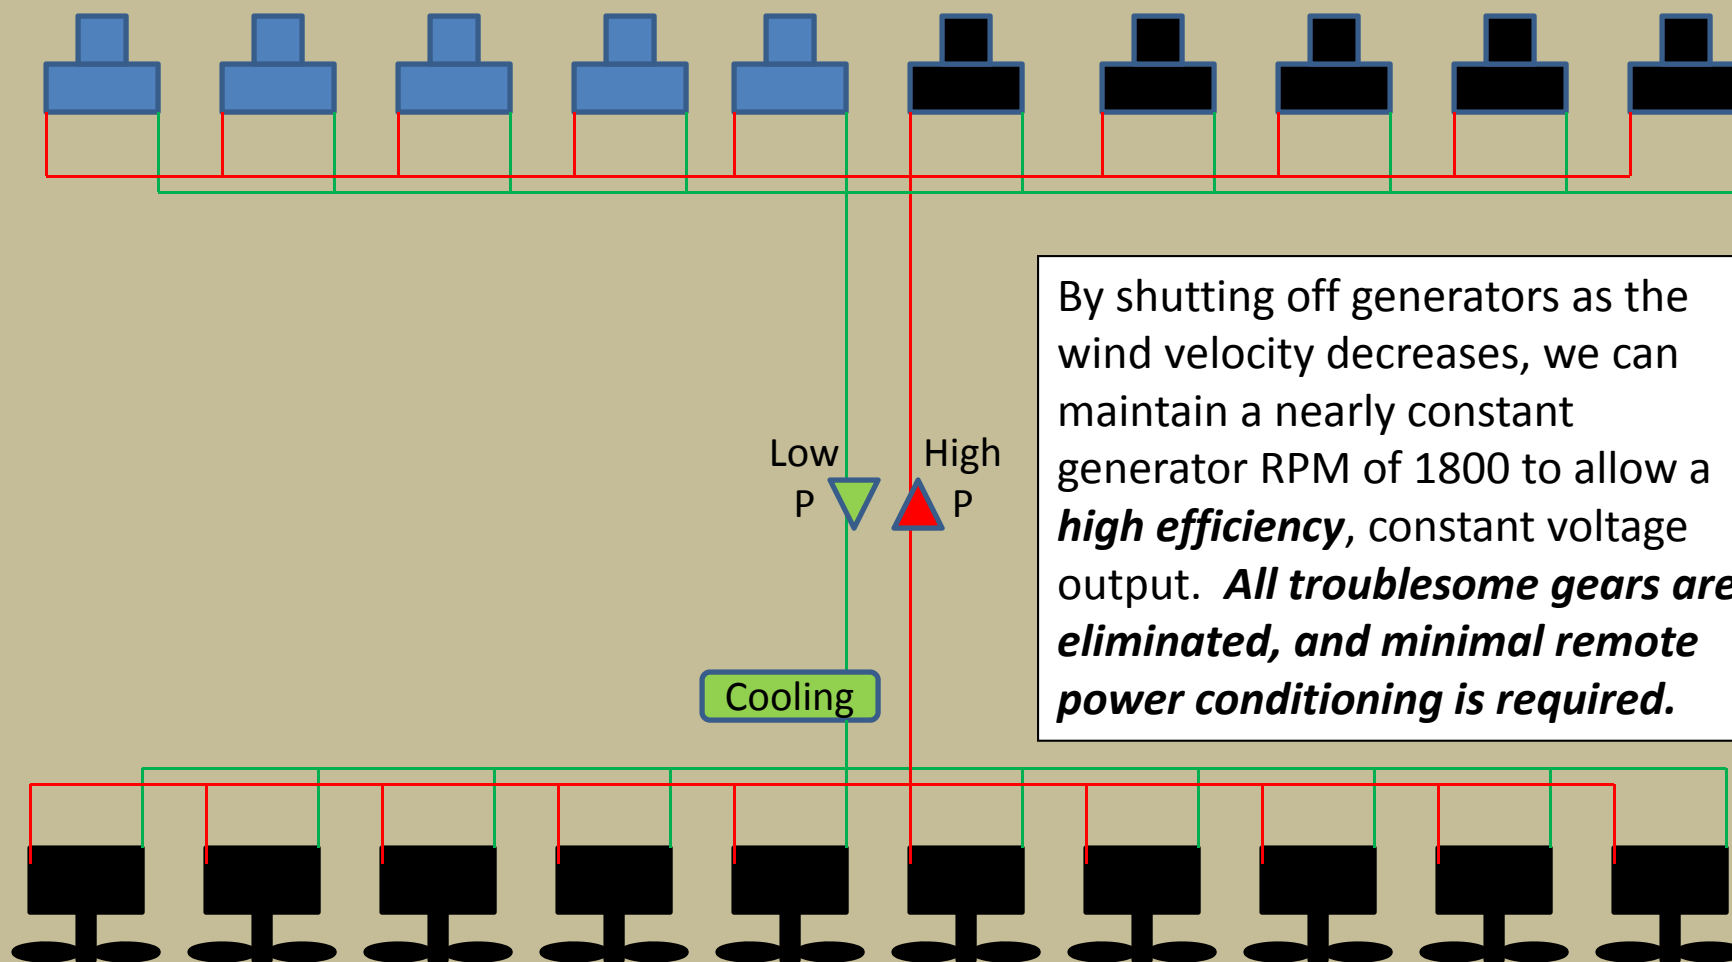 By shutting off generators as the
wind velocity decreases, we can
maintain a nearly constant
generator RPM of 1800 to allow a
high efficiency, constant voltage
output. All troublesome gears are
eliminated, and minimal remote
power conditioning is required.
Low
P
High
P
Cooling